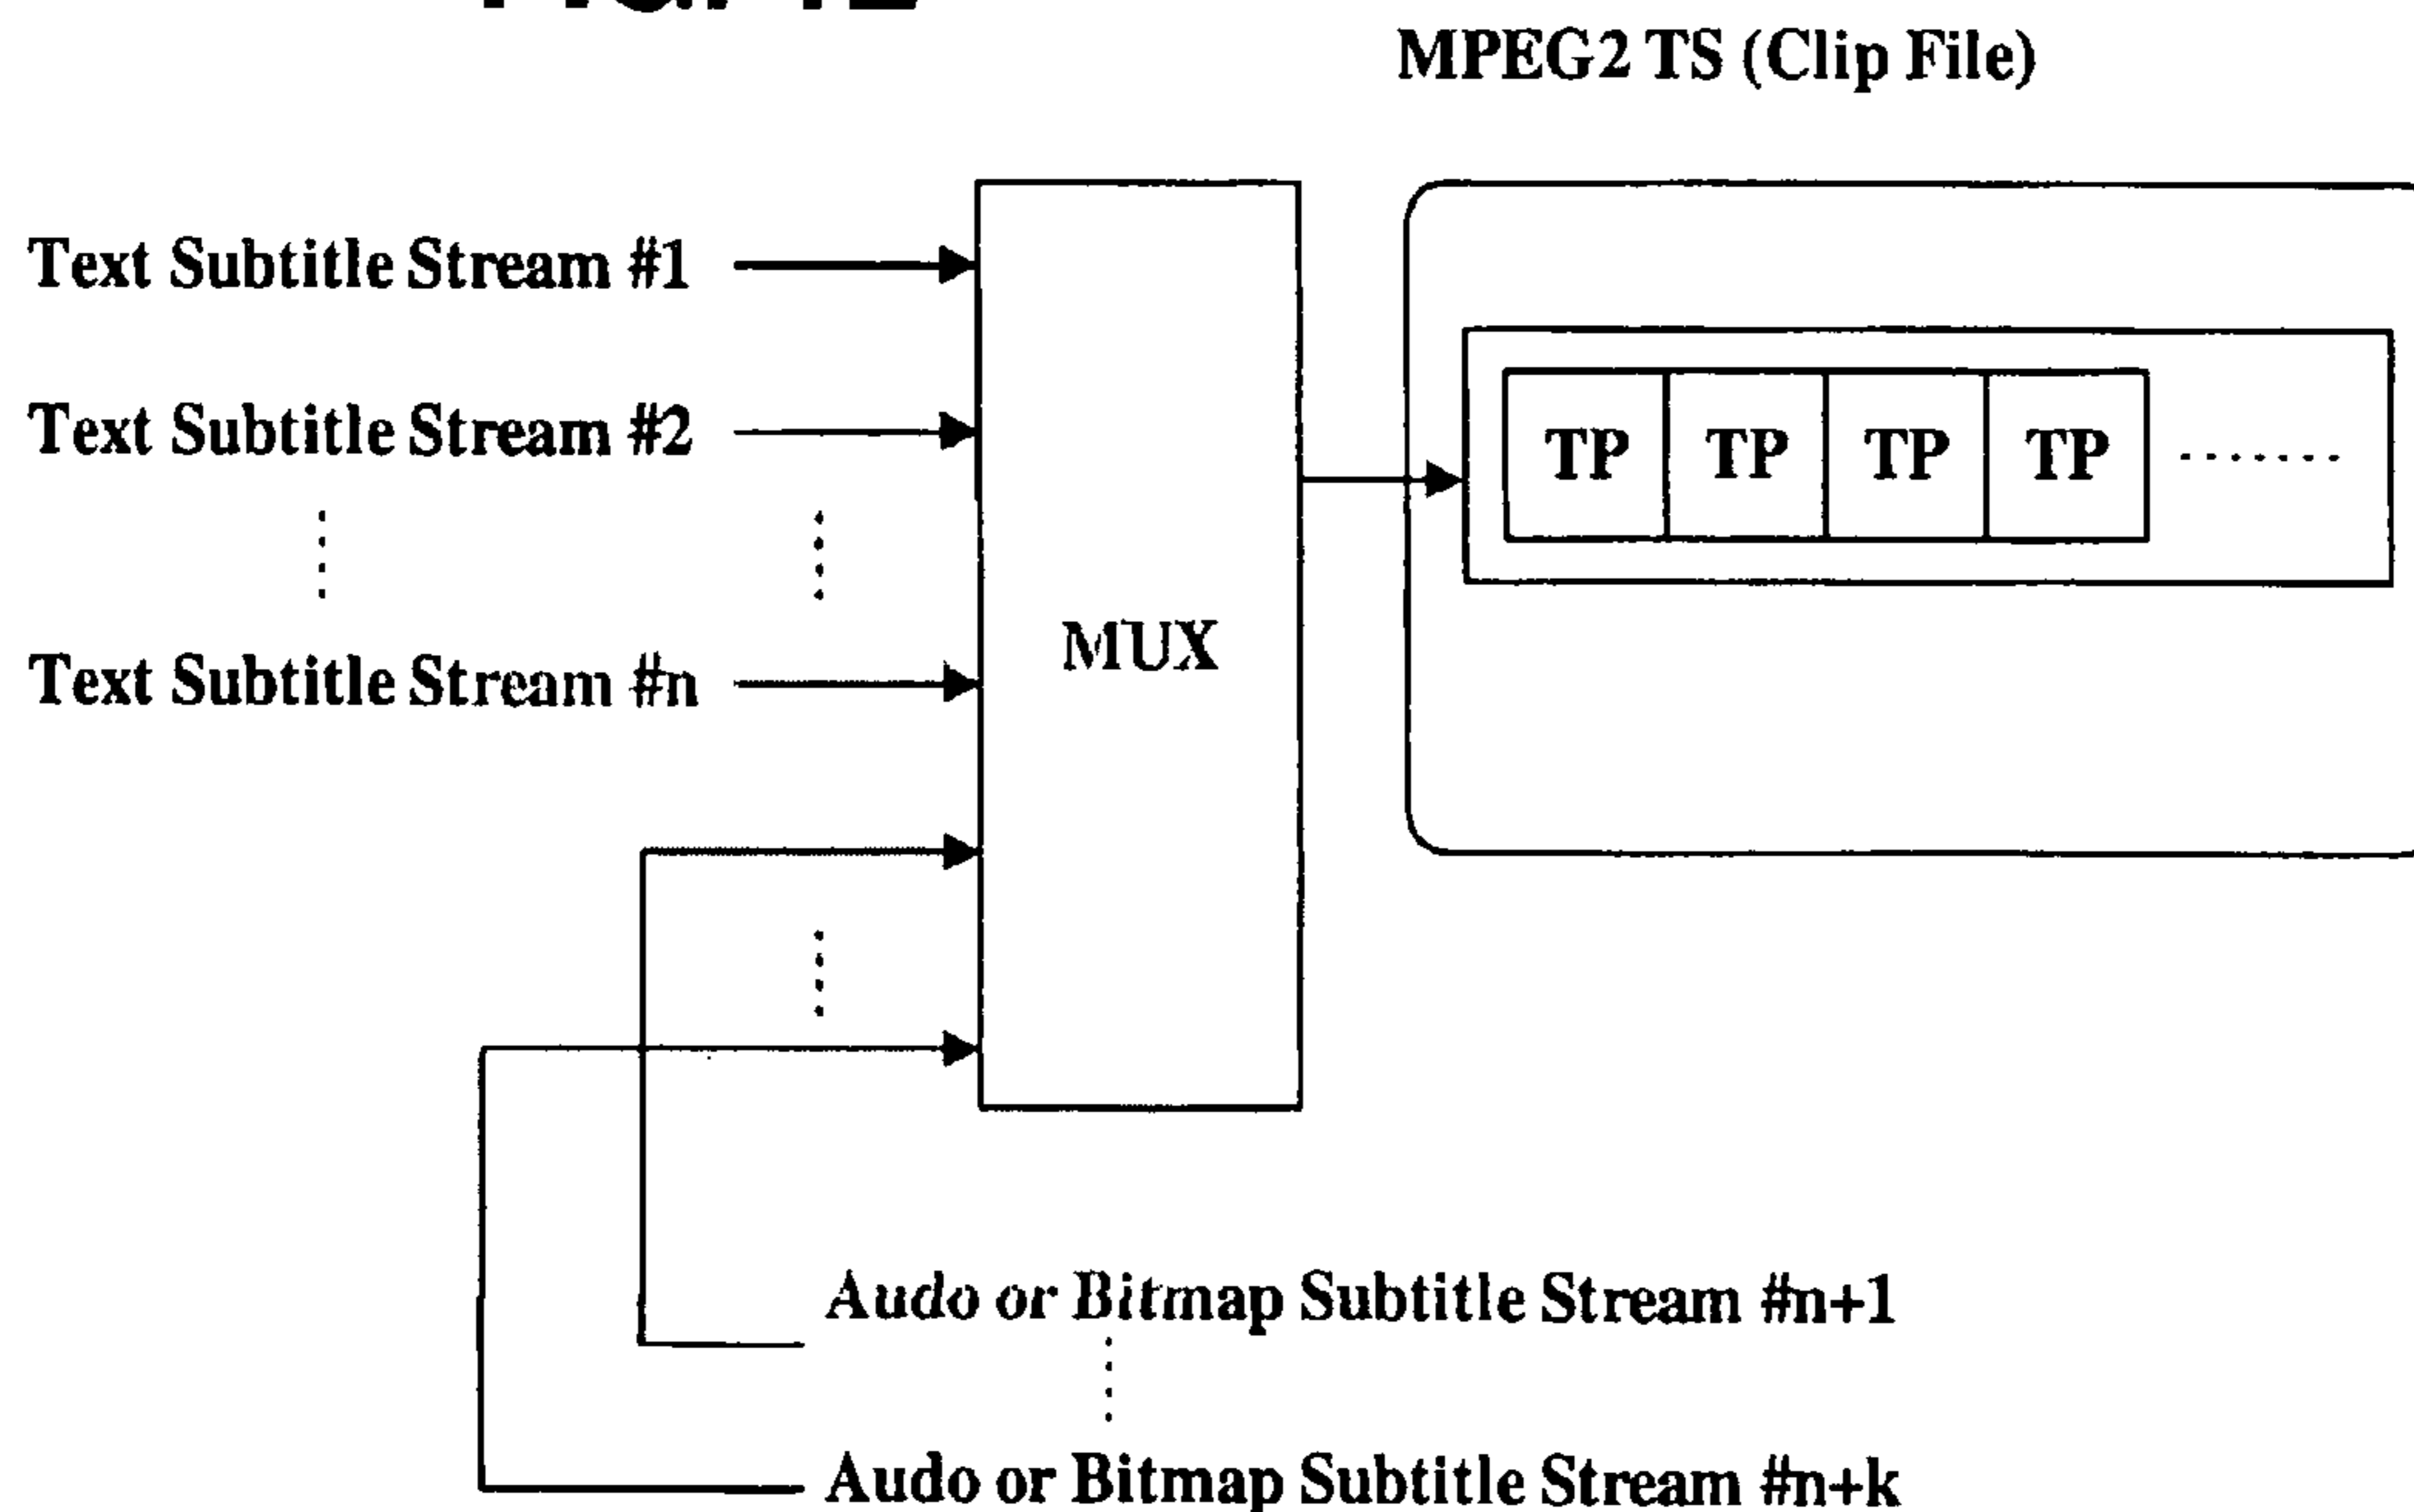 MPEG2 TS (Clip File)
Text Subtitle Stream #1
Text Subtitle Stream #2
TP TP TP TP
MUX
Text Subtitle Stream #n
Audo or Bitmap Subtitle Stream #n+1
Audo or Bitmap Subtitle Stream #n+k